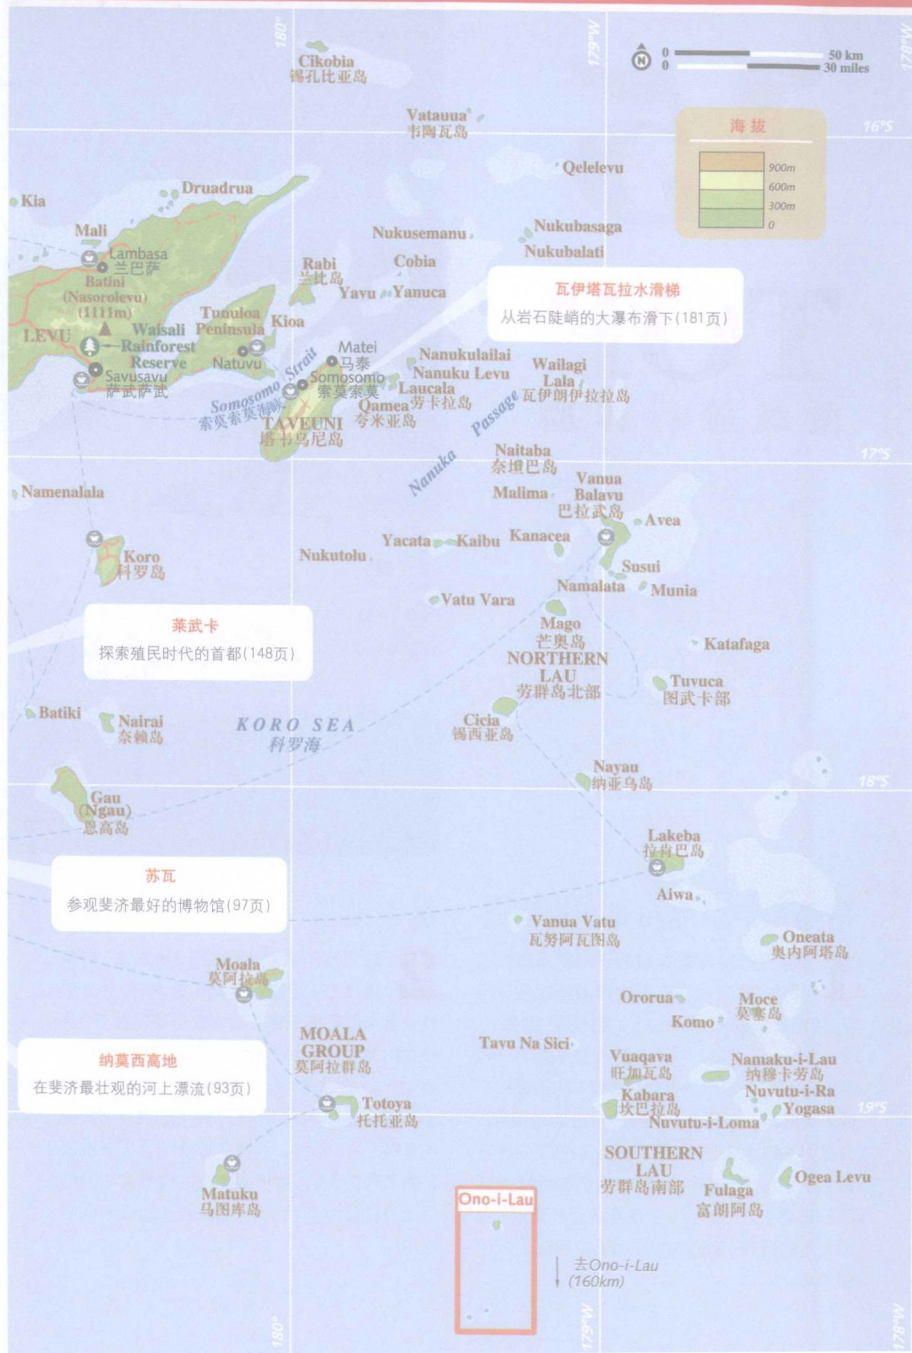 180°
179°W
178°W
0 50 km
0 30 miles
N
Cikobia
锡孔比亚岛
Vatauua
韦陶瓦岛
16°S
海拔
900m
600m
300m
0
Qelelevu
Kia
Druadrua
Mali
Lambasa
兰巴萨
Batini
(Nasorolevu)
(1111m)
LEVU
Waisali
Rainforest
Reserve
Savusavu
萨武萨武
Tunuloa
Peninsula
Natuvu
Kioa
Rabi
兰比岛
Nukusemanu
Cobia
Yavu
Yanuca
Nukubasaga
Nukubalati
瓦伊塔瓦拉水滑梯
从岩石陡峭的大瀑布滑下(181页)
Matei
马泰
Somosomo
索莫索莫
Somosomo Strait
索莫索莫海峡
TAVEUNI
塔韦乌尼岛
Nanukulailai
Nanuku Levu
Laucala
劳卡拉岛
Qamea
夸米亚岛
Wailagi
Lala
瓦伊朗伊拉拉岛
Nanuka Passage
17°S
Naitaba
奈坦巴岛
Malima
Vanua
Balavu
巴拉武岛
Avea
Namenalala
Koro
科罗岛
Nukutolu
Yacata
Kaibu
Kanacea
Susui
Namalata
Munia
Vatu Vara
Mago
芒奥岛
莱武卡
探索殖民时代的首都(148页)
Katafaga
NORTHERN
LAU
劳群岛北部
Tuvuca
图武卡部
Batiki
Nairai
奈赖岛
KORO SEA
科罗海
Cicia
锡西亚岛
Nayau
纳亚乌岛
18°S
Gau
(Ngau)
恩高岛
Lakeba
拉肯巴岛
苏瓦
参观斐济最好的博物馆(97页)
Aiwa
Vanua Vatu
瓦努阿瓦图岛
Oneata
奥内阿塔岛
Moala
莫阿拉岛
Ororua
Moce
莫塞岛
Komo
MOALA
GROUP
莫阿拉群岛
Tavu Na Sici
纳莫西高地
在斐济最壮观的河上漂流(93页)
Vuaqava
旺加瓦岛
Namaku-i-Lau
纳穆卡劳岛
Kabara
坎巴拉岛
Nuvutu-i-Ra
Yogasa
Nuvutu-i-Loma
19°S
Totoya
托托亚岛
SOUTHERN
LAU
劳群岛南部
Matuku
马图库岛
Fulaga
富朗阿岛
Ogea Levu
Ono-i-Lau
去Ono-i-Lau
(160km)
180°
179°W
178°W